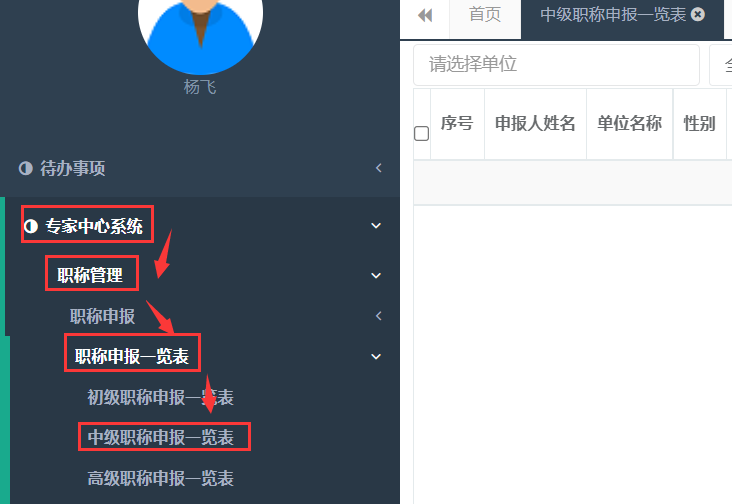 杨飞
待办事项
专家中心系统
职称管理
职称申报
职称申报一览表
初级职称申报一览表
中级职称申报一览表
高级职称申报一览表
首页 中级职称申报一览表
请选择单位
序号 申报人姓名 单位名称 性别